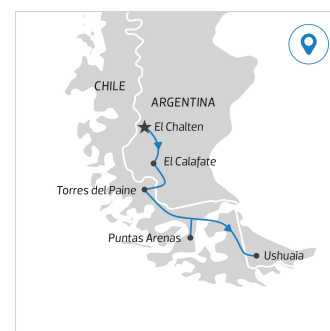 CHILE
ARGENTINA
El Chalten
El Calafate
Torres del Paine
Puntas Arenas
Ushuaia